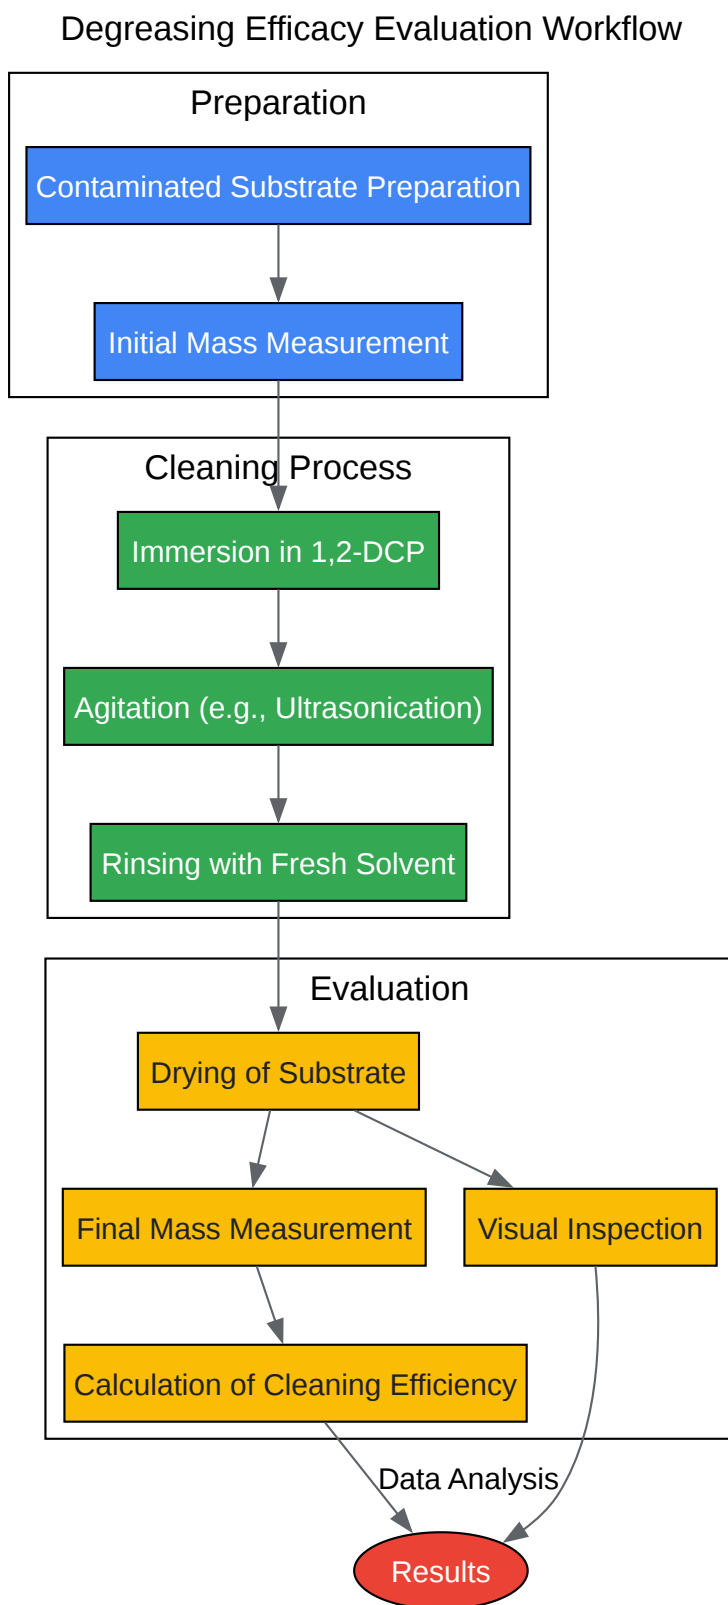 Degreasing Efficacy Evaluation Workflow
Preparation
Contaminated Substrate Preparation
Initial Mass Measurement
Cleaning Process
Immersion in 1,2-DCP
Agitation (e.g., Ultrasonication)
Rinsing with Fresh Solvent
Evaluation
Drying of Substrate
Final Mass Measurement
Visual Inspection
Calculation of Cleaning Efficiency
Data Analysis
Results